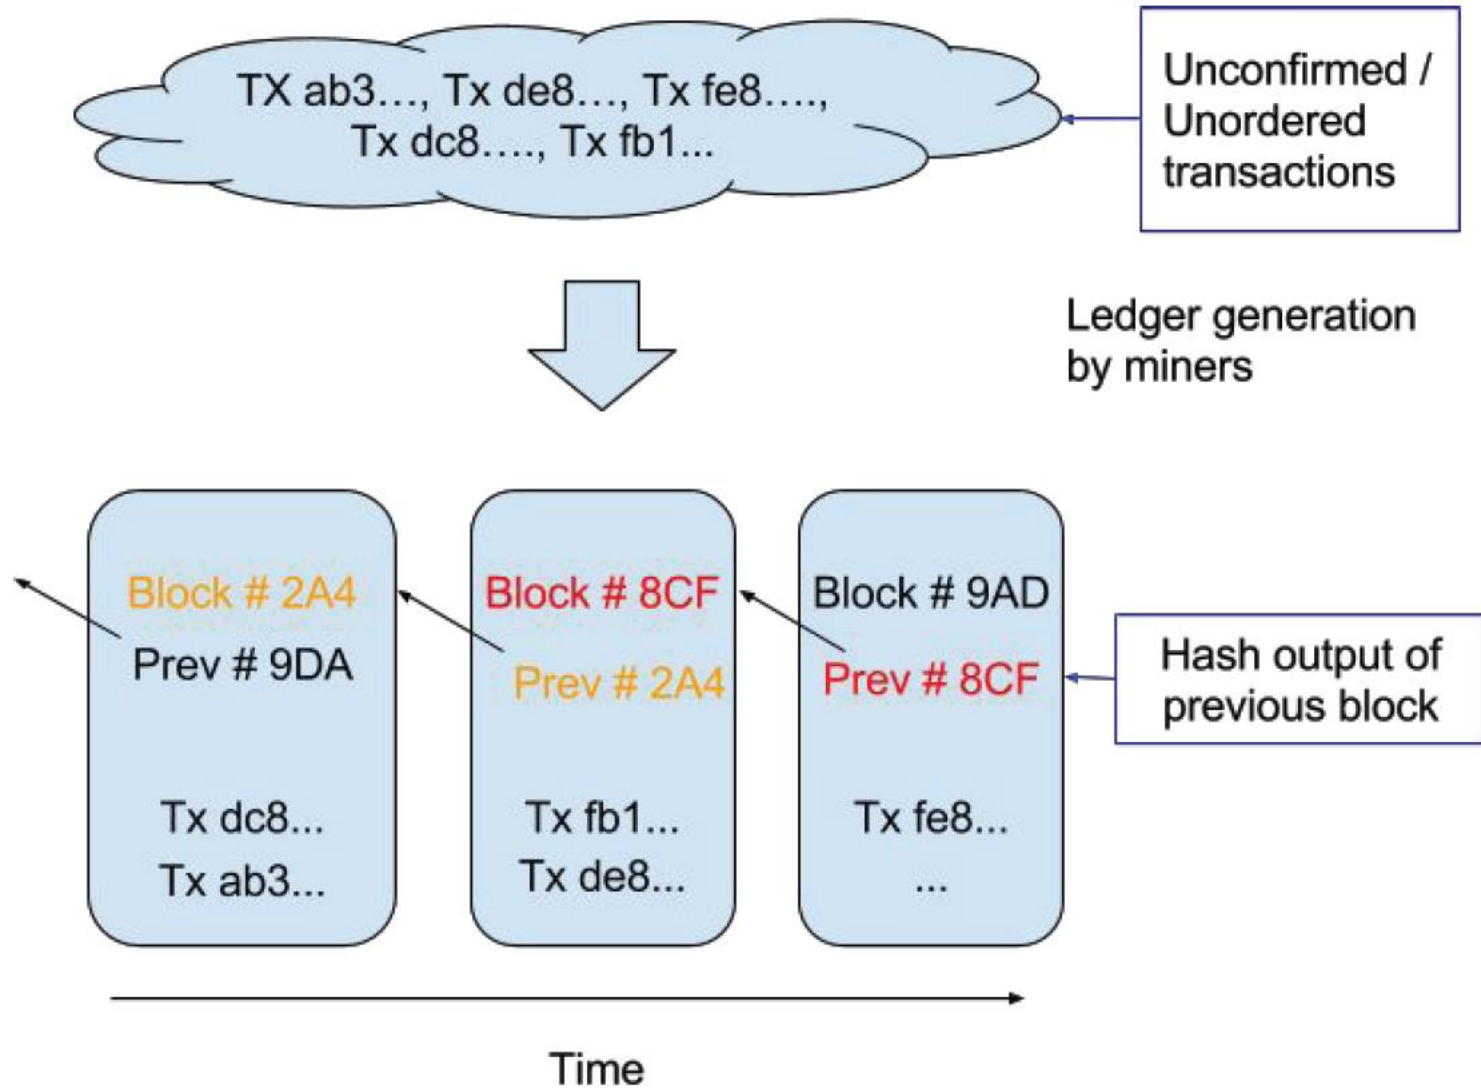 TX ab3..., Tx de8..., Tx fe8....,
Tx dc8...., Tx fb1...
Unconfirmed /
Unordered
transactions
Ledger generation
by miners
Block # 2A4
Prev # 9DA
Tx dc8...
Tx ab3...
Block # 8CF
Prev # 2A4
Tx fb1...
Tx de8...
Block # 9AD
Prev # 8CF
Tx fe8...
...
Hash output of
previous block
Time